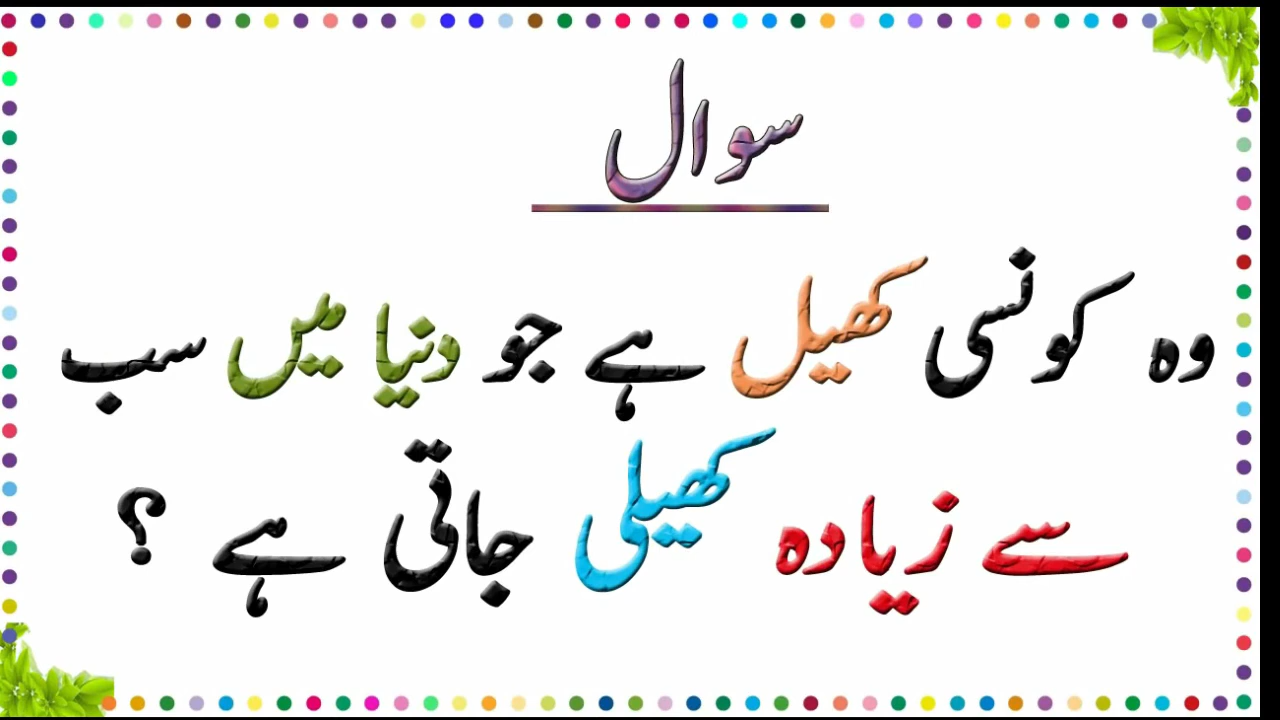 سوال
وہ کونسی کھیل ہے جو دنیا میں سب
سے زیادہ کھیلی جاتی ہے ؟